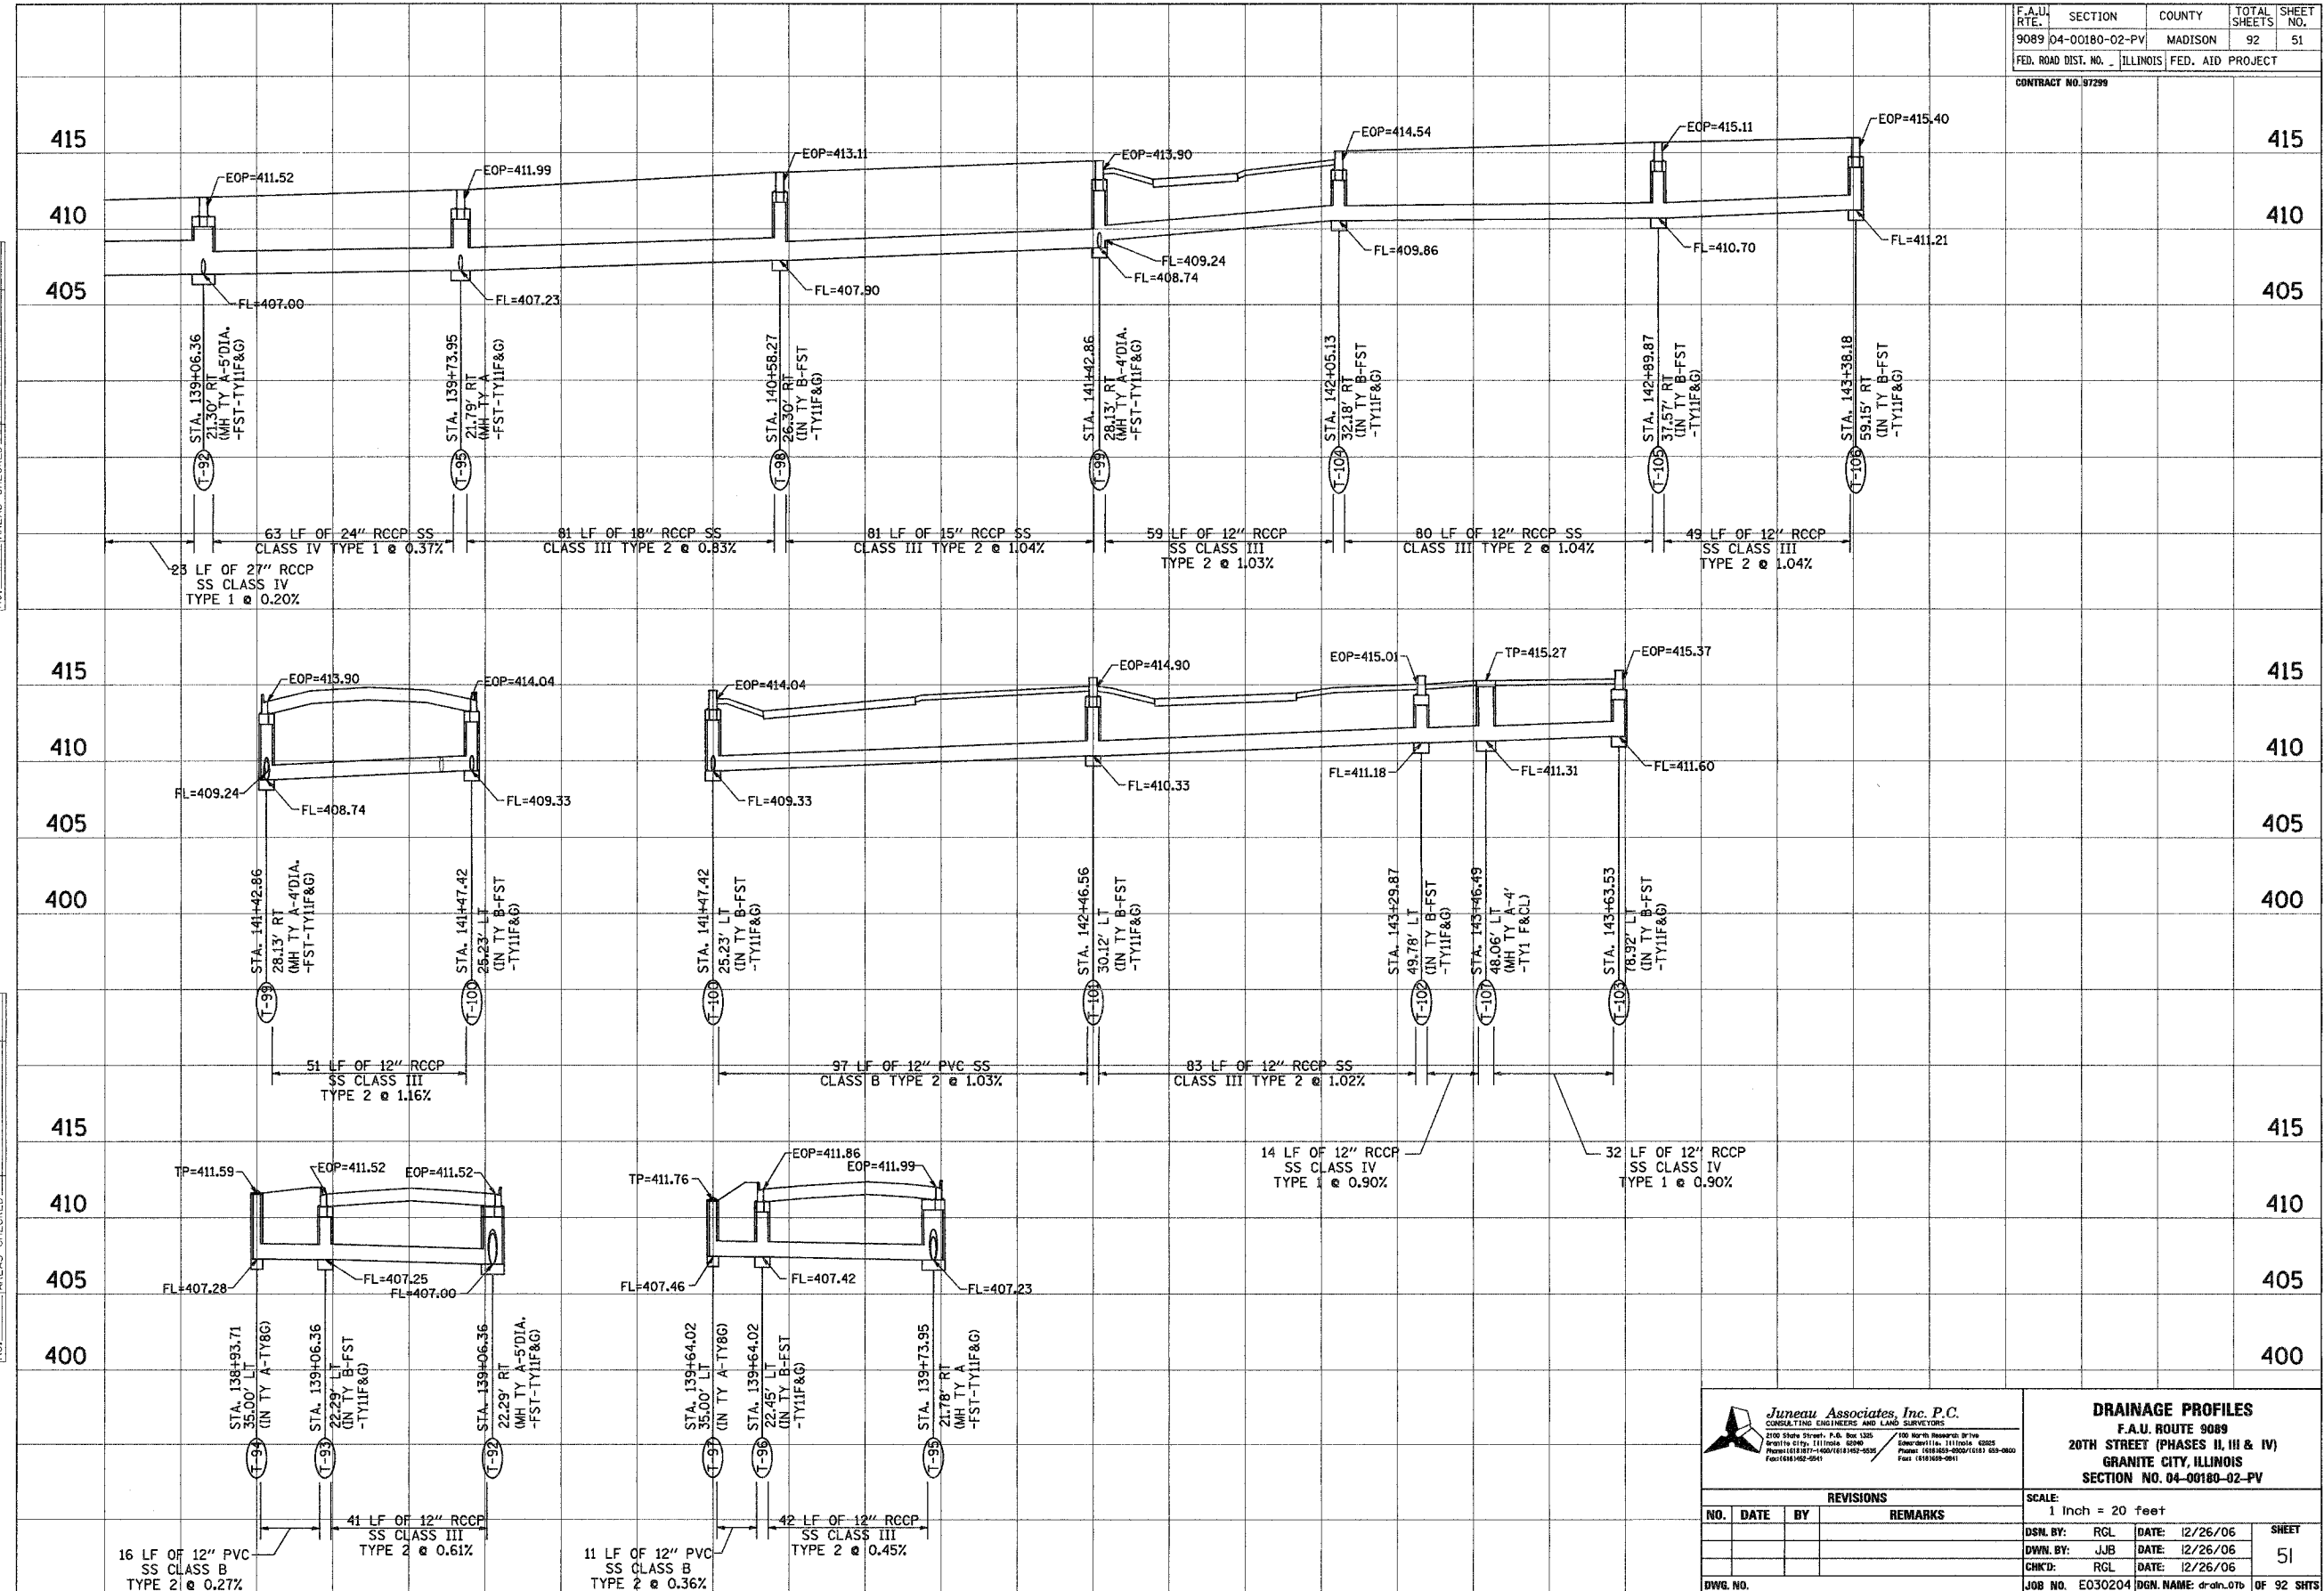 F.A.U. RTE. SECTION COUNTY TOTAL SHEETS SHEET NO.
9089 04-00180-02-PV MADISON 92 51
FED. ROAD DIST. NO. _ ILLINOIS FED. AID PROJECT
CONTRACT NO. 97299
415 415
410 410
405 405
EOP=411.52
EOP=411.99
EOP=413.11
EOP=413.90
EOP=414.54
EOP=415.11
EOP=415.40
FL=407.00
FL=407.23
FL=407.90
FL=409.24
FL=408.74
FL=409.86
FL=410.70
FL=411.21
STA. 139+06.36
21.30' RT
(MH TY A-5'DIA.
-FST-TY11F&G)
T-92
STA. 139+73.95
21.79' RT
(MH TY A
-FST-TY11F&G)
T-95
STA. 140+58.27
26.30' RT
(IN TY B-FST
-TY11F&G)
T-98
STA. 141+42.86
28.13' RT
(MH TY A-4'DIA.
-FST-TY11F&G)
T-99
STA. 142+05.13
32.18' RT
(IN TY B-FST
-TY11F&G)
T-104
STA. 142+89.87
37.57' RT
(IN TY B-FST
-TY11F&G)
T-105
STA. 143+38.18
59.15' RT
(IN TY B-FST
-TY11F&G)
T-106
23 LF OF 27" RCCP
SS CLASS IV
TYPE 1 @ 0.20%
63 LF OF 24" RCCP SS
CLASS IV TYPE 1 @ 0.37%
81 LF OF 18" RCCP SS
CLASS III TYPE 2 @ 0.83%
81 LF OF 15" RCCP SS
CLASS III TYPE 2 @ 1.04%
59 LF OF 12" RCCP
SS CLASS III
TYPE 2 @ 1.03%
80 LF OF 12" RCCP SS
CLASS III TYPE 2 @ 1.04%
49 LF OF 12" RCCP
SS CLASS III
TYPE 2 @ 1.04%
415 415
410 410
405 405
400 400
EOP=413.90
EOP=414.04
FL=409.24
FL=408.74
FL=409.33
EOP=414.04
EOP=414.90
EOP=415.01
TP=415.27
EOP=415.37
FL=409.33
FL=410.33
FL=411.18
FL=411.31
FL=411.60
STA. 141+42.86
28.13' RT
(MH TY A-4'DIA.
-FST-TY11F&G)
T-99
STA. 141+47.42
25.23' LT
(IN TY B-FST
-TY11F&G)
T-100
STA. 141+47.42
25.23' LT
(IN TY B-FST
-TY11F&G)
T-100
STA. 142+46.56
30.12' LT
(IN TY B-FST
-TY11F&G)
T-101
STA. 143+29.87
49.78' LT
(IN TY B-FST
-TY11F&G)
T-102
STA. 143+46.49
48.06' LT
(MH TY A-4'
-TY1 F&CL)
T-107
STA. 143+63.53
78.92' LT
(IN TY B-FST
-TY11F&G)
T-103
51 LF OF 12" RCCP
SS CLASS III
TYPE 2 @ 1.16%
97 LF OF 12" PVC SS
CLASS B TYPE 2 @ 1.03%
83 LF OF 12" RCCP SS
CLASS III TYPE 2 @ 1.02%
14 LF OF 12" RCCP
SS CLASS IV
TYPE 1 @ 0.90%
32 LF OF 12" RCCP
SS CLASS IV
TYPE 1 @ 0.90%
415 415
410 410
405 405
400 400
TP=411.59
EOP=411.52
EOP=411.52
FL=407.28
FL=407.25
FL=407.00
TP=411.76
EOP=411.86
EOP=411.99
FL=407.46
FL=407.42
FL=407.23
STA. 138+93.71
35.00' LT
(IN TY A-TY8G)
T-94
STA. 139+06.36
22.29' LT
(IN TY B-FST
-TY11F&G)
T-93
STA. 139+06.36
22.29' RT
(MH TY A-5'DIA.
-FST-TY11F&G)
T-92
STA. 139+64.02
35.00' LT
(IN TY A-TY8G)
T-97
STA. 139+64.02
22.45' LT
(IN TY B-FST
-TY11F&G)
T-96
STA. 139+73.95
21.78' RT
(MH TY A
-FST-TY11F&G)
T-95
16 LF OF 12" PVC
SS CLASS B
TYPE 2 @ 0.27%
41 LF OF 12" RCCP
SS CLASS III
TYPE 2 @ 0.61%
11 LF OF 12" PVC
SS CLASS B
TYPE 2 @ 0.36%
42 LF OF 12" RCCP
SS CLASS III
TYPE 2 @ 0.45%
Juneau Associates, Inc. P.C.
CONSULTING ENGINEERS AND LAND SURVEYORS
2100 State Street, P.O. Box 1325
Granite City, Illinois 62040
100 North Research Drive
Edwardsville, Illinois 62025
DRAINAGE PROFILES
F.A.U. ROUTE 9089
20TH STREET (PHASES II, III & IV)
GRANITE CITY, ILLINOIS
SECTION NO. 04-00180-02-PV
REVISIONS
NO. DATE BY REMARKS
DWG. NO.
SCALE:
1 inch = 20 feet
DSN. BY: RGL DATE: 12/26/06
DWN. BY: JJB DATE: 12/26/06
CHK'D: RGL DATE: 12/26/06
SHEET
51
JOB NO. E030204 DGN. NAME: drain_07b OF 92 SHTS